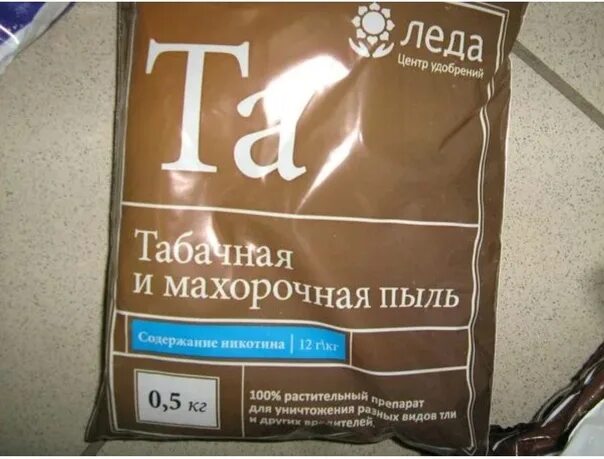 Та
леда
Центр удобрений
Табачная
и махорочная пыль
Содержание никотина | 12 г\кг
0,5 кг
100% растительный препарат
для уничтожения разных видов тли
и других вредителей